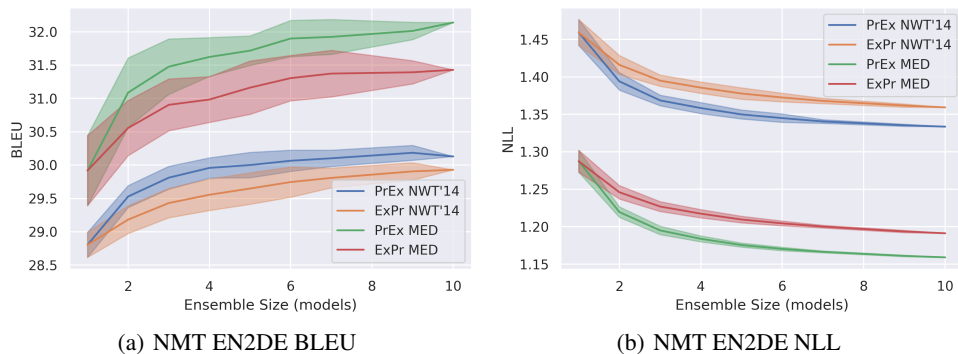 32.0
31.5
31.0
30.5
30.0
29.5
29.0
28.5
BLEU
2
4
6
8
10
Ensemble Size (models)
PrEx NWT'14
ExPr NWT'14
PrEx MED
ExPr MED
(a) NMT EN2DE BLEU
1.45
1.40
1.35
1.30
1.25
1.20
1.15
NLL
2
4
6
8
10
Ensemble Size (models)
PrEx NWT'14
ExPr NWT'14
PrEx MED
ExPr MED
(b) NMT EN2DE NLL